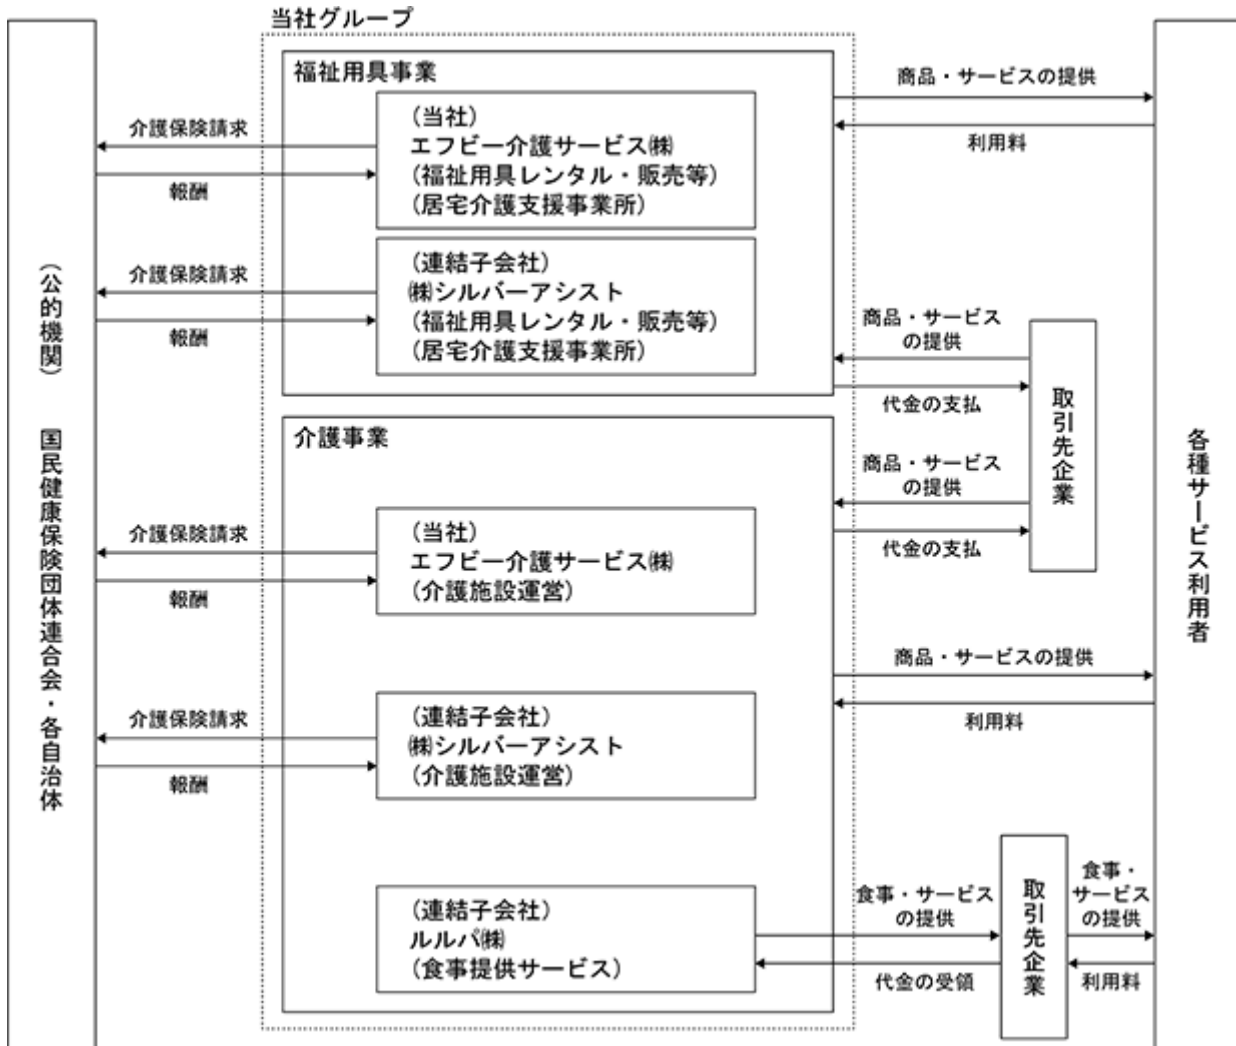 当社グループ
福祉用具事業
(当社)
エフビー介護サービス㈱
(福祉用具レンタル・販売等)
(居宅介護支援事業所)
介護保険請求
報酬
(連結子会社)
㈱シルバーアシスト
(福祉用具レンタル・販売等)
(居宅介護支援事業所)
介護保険請求
報酬
商品・サービスの提供
利用料
商品・サービス
の提供
代金の支払
介護事業
商品・サービス
の提供
代金の支払
取引先企業
(当社)
エフビー介護サービス㈱
(介護施設運営)
介護保険請求
報酬
商品・サービスの提供
利用料
(連結子会社)
㈱シルバーアシスト
(介護施設運営)
介護保険請求
報酬
(連結子会社)
ルルパ㈱
(食事提供サービス)
食事・サービス
の提供
代金の受領
取引先企業
食事・
サービス
の提供
利用料
(公的機関) 国民健康保険団体連合会・各自治体
各種サービス利用者